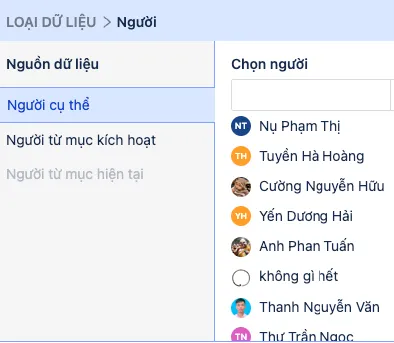 LOẠI DỮ LIỆU > Người
Nguồn dữ liệu
Người cụ thể
Người từ mục kích hoạt
Người từ mục hiện tại
Chọn người
NT Nụ Phạm Thị
TH Tuyền Hà Hoàng
Cường Nguyễn Hữu
YH Yến Dương Hải
Anh Phan Tuấn
không gì hết
Thanh Nguyễn Văn
TN Thư Trần Ngọc